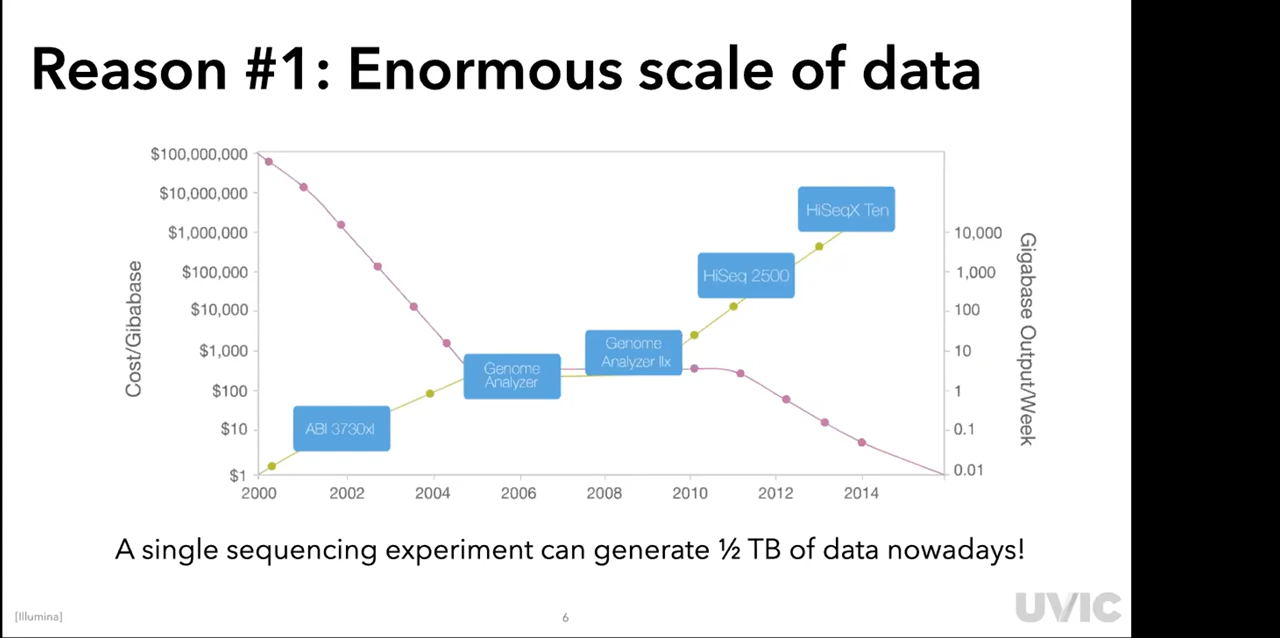 Reason #1: Enormous scale of data
$100,000,000
$10,000,000
$1,000,000
$100,000
$10,000
$1,000
$100
$10
$1
Cost/Gibabase
2000
2002
2004
2006
2008
2010
2012
2014
10,000
1,000
100
10
1
0.1
0.01
Gigabase Output/Week
ABI 3730xl
Genome
Analyzer
Genome
Analyzer IIx
HiSeq 2500
HiSeqX Ten
A single sequencing experiment can generate ½ TB of data nowadays!
[Illumina]
6
UVIC